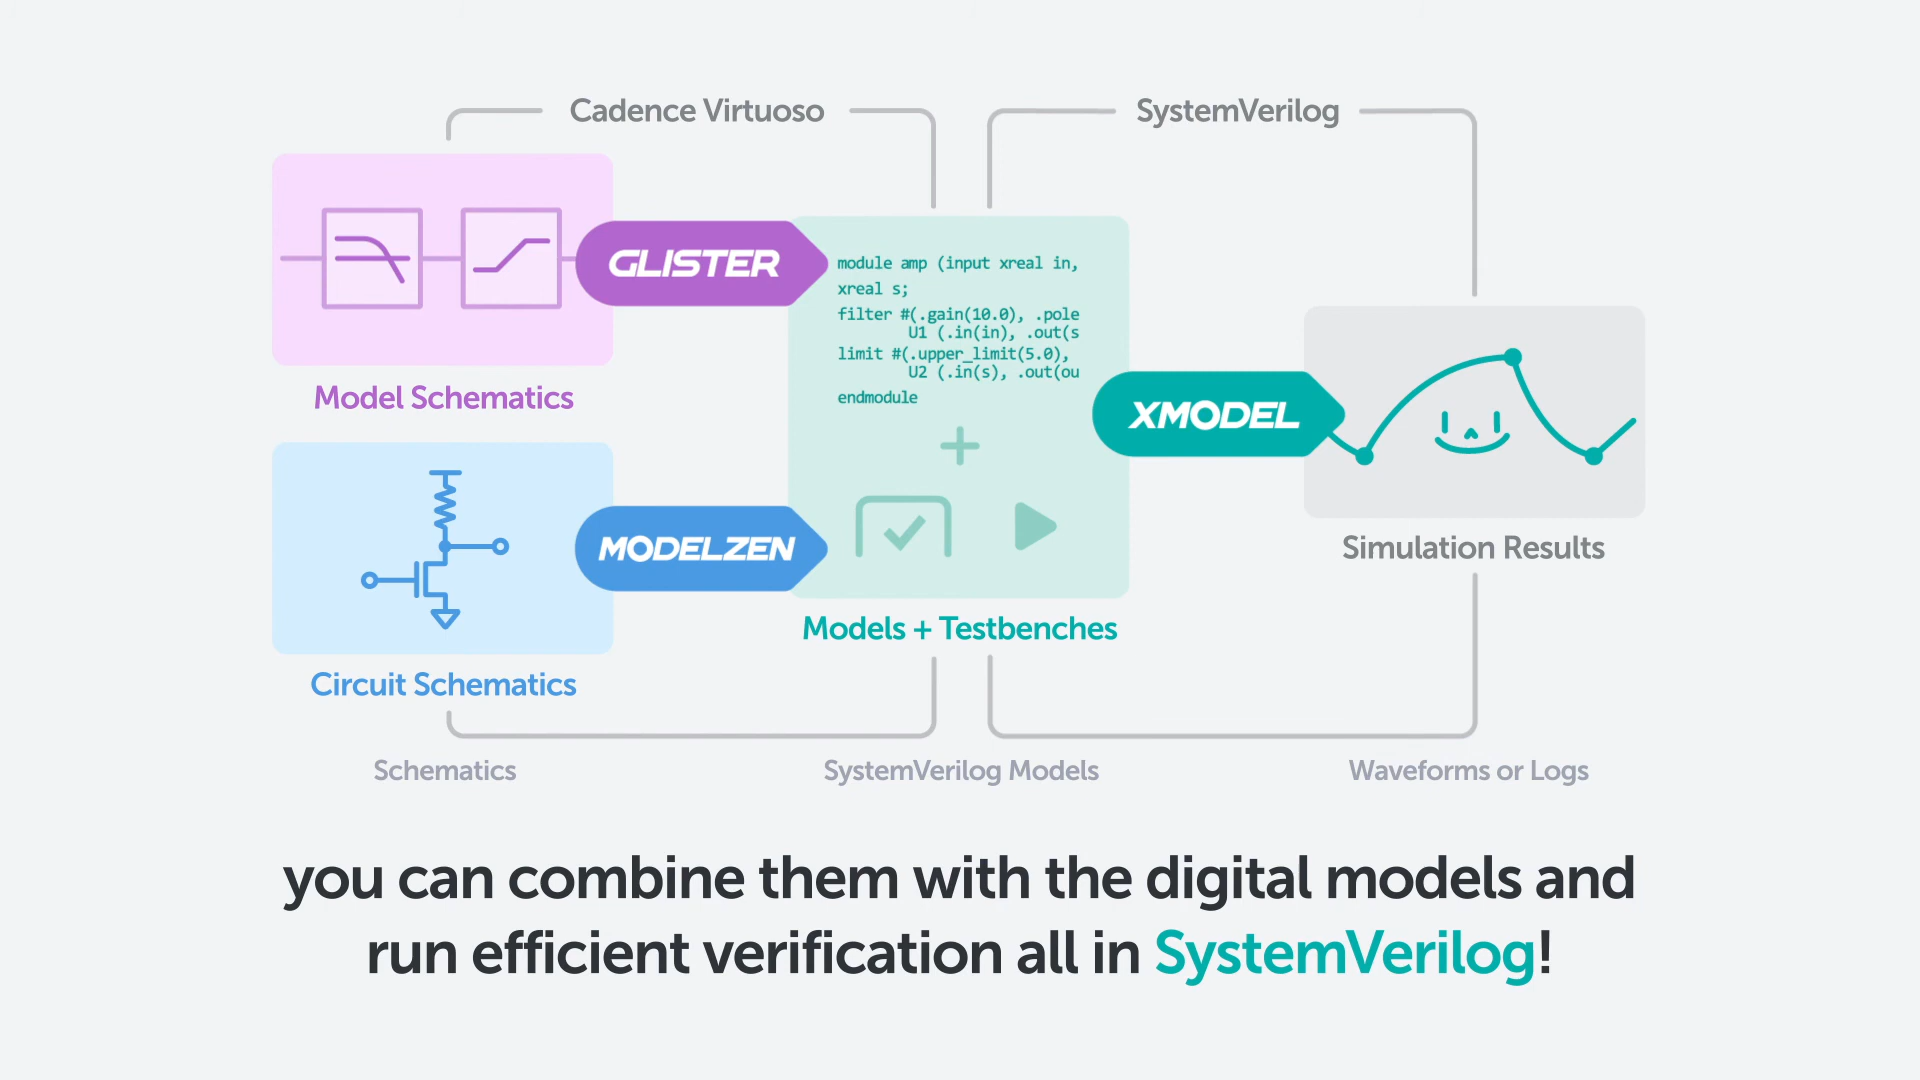 Cadence Virtuoso
SystemVerilog
GLISTER
Model Schematics
module amp (input xreal in,
xreal s;
filter #(.gain(10.0), .pole
U1 (.in(in), .out(s
limit #(.upper_limit(5.0),
U2 (.in(s), .out(ou
endmodule
XMODEL
Simulation Results
MODELZEN
Models + Testbenches
Circuit Schematics
Schematics
SystemVerilog Models
Waveforms or Logs
you can combine them with the digital models and
run efficient verification all in SystemVerilog!